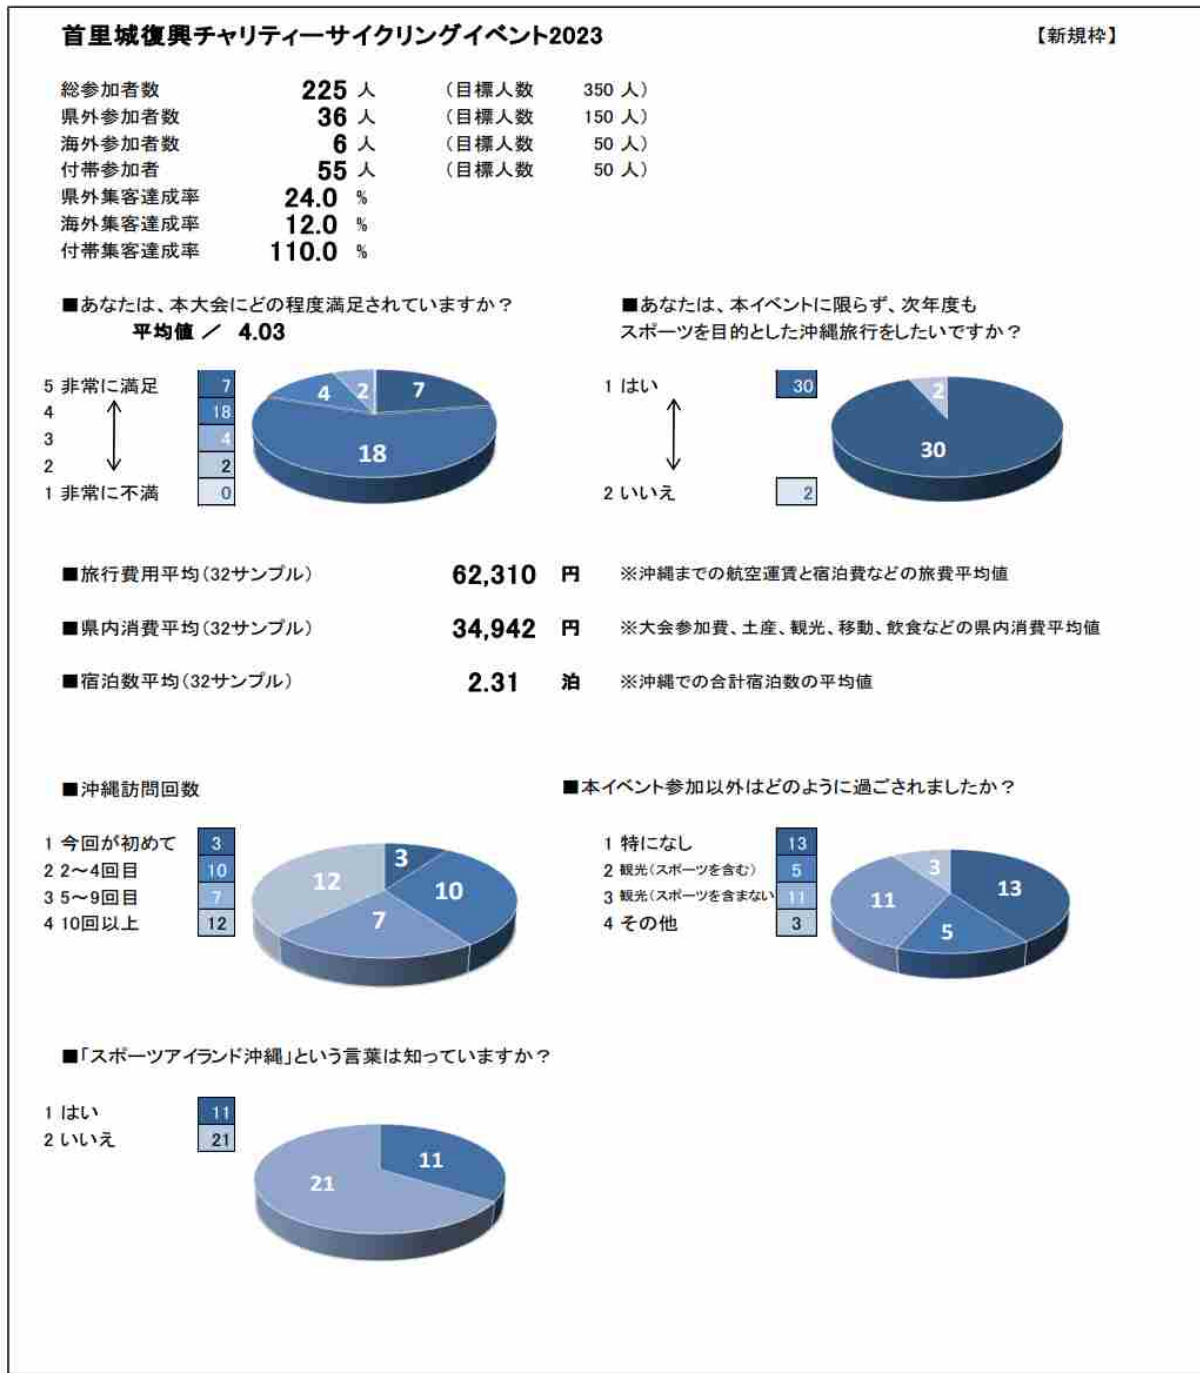 首里城復興チャリティーサイクリングイベント2023 【新規枠】
総参加者数 225 人 (目標人数 350 人)
県外参加者数 36 人 (目標人数 150 人)
海外参加者数 6 人 (目標人数 50 人)
付帯参加者 55 人 (目標人数 50 人)
県外集客達成率 24.0 %
海外集客達成率 12.0 %
付帯集客達成率 110.0 %
■あなたは、本大会にどの程度満足されていますか?
平均値 / 4.03
5 非常に満足 7
4 18
3 4
2 2
1 非常に不満 0
7
18
4
2
■あなたは、本イベントに限らず、次年度も
スポーツを目的とした沖縄旅行をしたいですか?
1 はい 30
2 いいえ 2
30
2
■旅行費用平均(32サンプル) 62,310 円 ※沖縄までの航空運賃と宿泊費などの旅費平均値
■県内消費平均(32サンプル) 34,942 円 ※大会参加費、土産、観光、移動、飲食などの県内消費平均値
■宿泊数平均(32サンプル) 2.31 泊 ※沖縄での合計宿泊数の平均値
■沖縄訪問回数
1 今回が初めて 3
2 2~4回目 10
3 5~9回目 7
4 10回以上 12
3
10
7
12
■本イベント参加以外はどのように過ごされましたか?
1 特になし 13
2 観光(スポーツを含む) 5
3 観光(スポーツを含まない 11
4 その他 3
13
5
11
3
■「スポーツアイランド沖縄」という言葉は知っていますか?
1 はい 11
2 いいえ 21
11
21